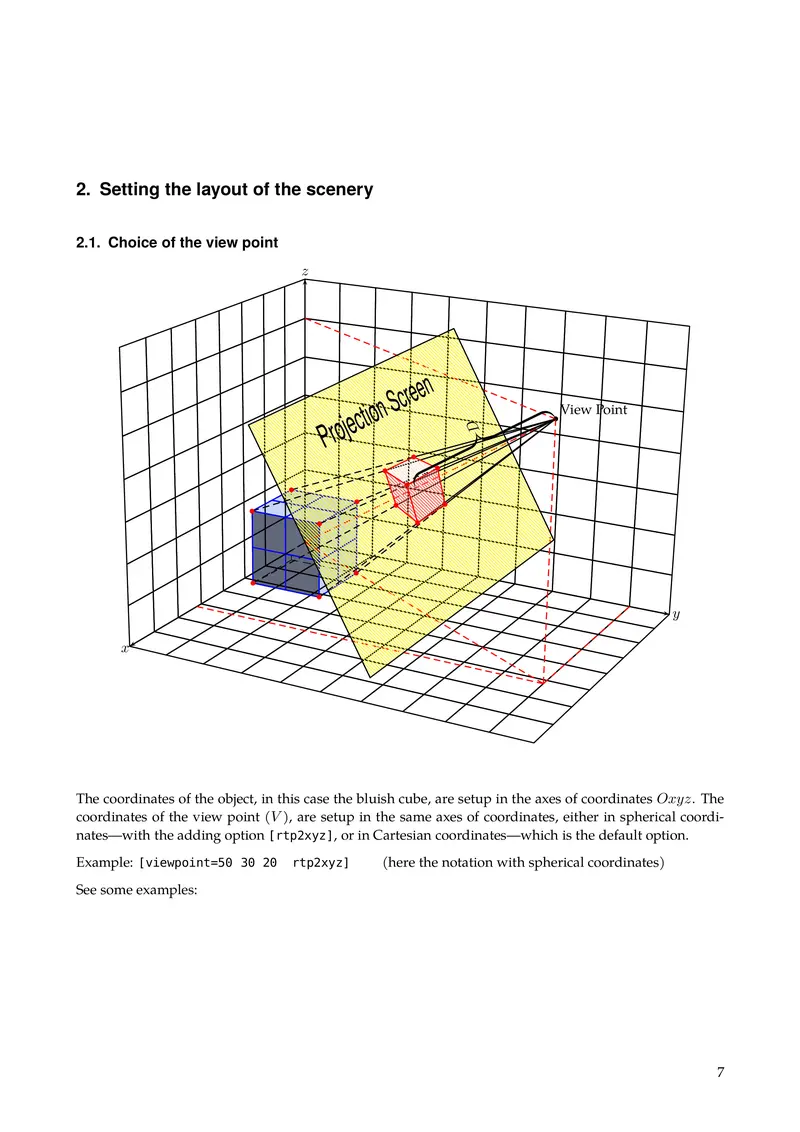 2. Setting the layout of the scenery
2.1. Choice of the view point
z
Projection Screen
View Point
D
y
x
The coordinates of the object, in this case the bluish cube, are setup in the axes of coordinates Oxyz. The
coordinates of the view point (V), are setup in the same axes of coordinates, either in spherical coordi-
nates—with the adding option [rtp2xyz], or in Cartesian coordinates—which is the default option.
Example: [viewpoint=50 30 20  rtp2xyz]  (here the notation with spherical coordinates)
See some examples:
7